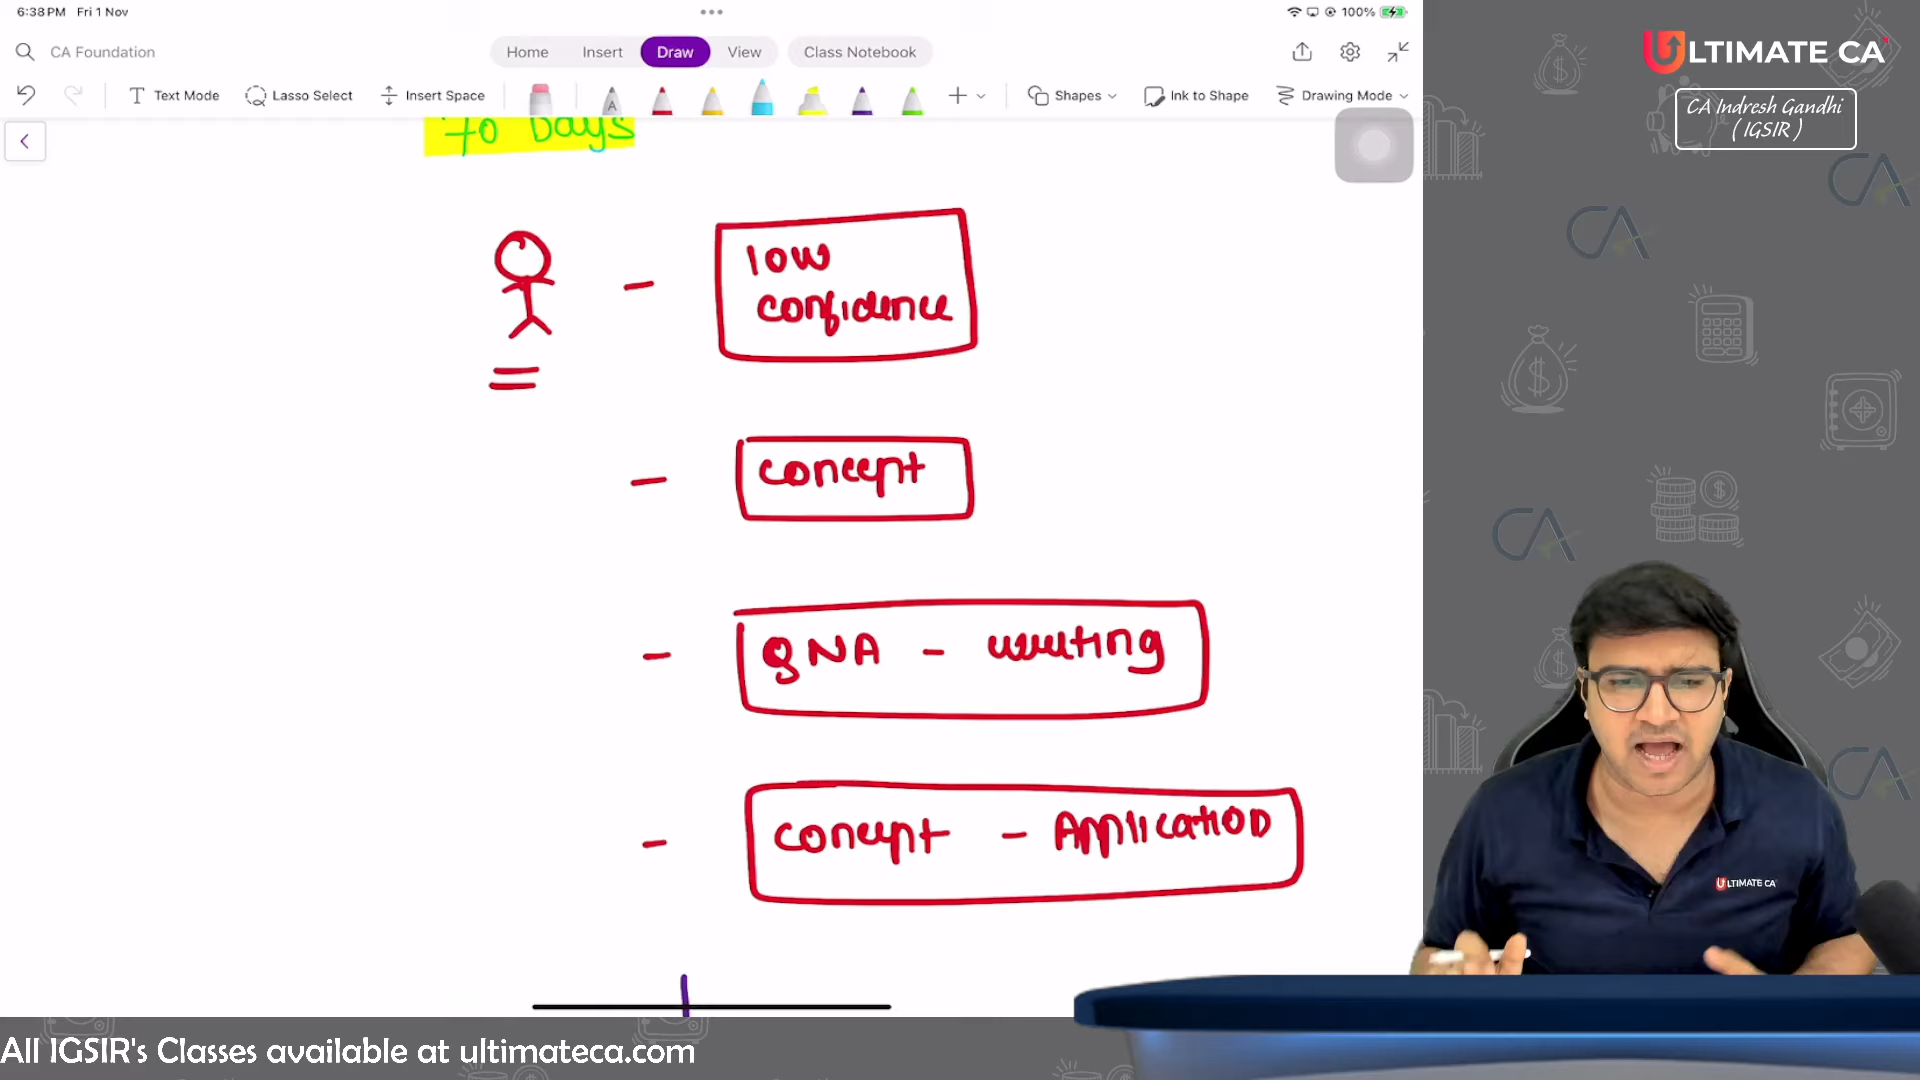 6:38 PM Fri 1 Nov
100%
CA Foundation
Home Insert Draw View Class Notebook
Text Mode Lasso Select Insert Space A Shapes Ink to Shape Drawing Mode
ULTIMATE CA
CA Indresh Gandhi
( IGSIR )
70 Days
low
confidence
concept
QNA - writing
concept - Application
ULTIMATE CA
All IGSIR's Classes available at ultimateca.com